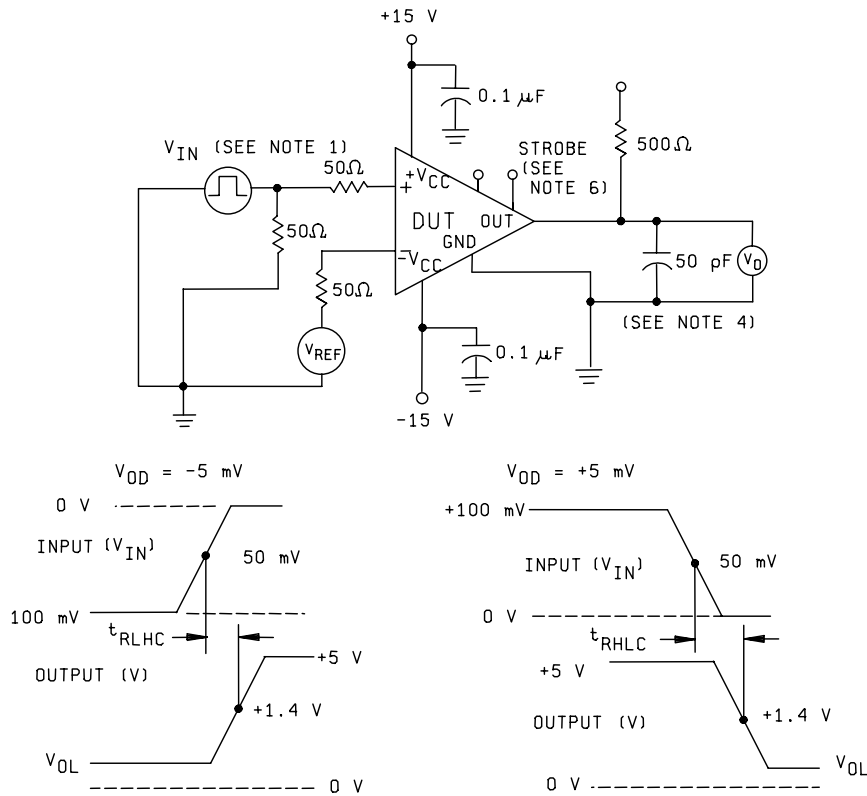 +15 V
0.1 µF
V_IN (SEE NOTE 1)
STROBE
(SEE
NOTE 6)
500Ω
50Ω
+V_CC
+
DUT
OUT
50Ω
GND
−
-V_CC
50 pF
V_O
50Ω
(SEE NOTE 4)
V_REF
0.1 µF
-15 V
V_OD = -5 mV
0 V
INPUT (V_IN)
50 mV
100 mV
t_RLHC
OUTPUT (V)
+5 V
+1.4 V
V_OL
0 V
V_OD = +5 mV
+100 mV
INPUT (V_IN)
50 mV
0 V
t_RHLC
+5 V
OUTPUT (V)
+1.4 V
V_OL
0 V